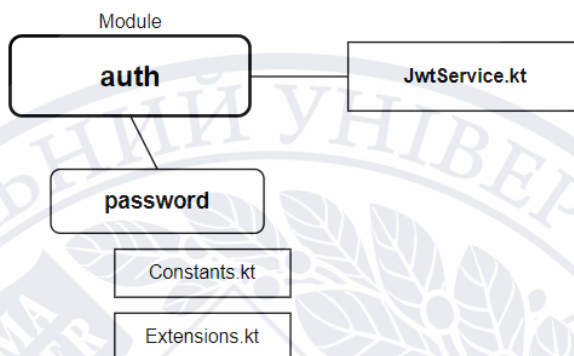 Module
auth
JwtService.kt
password
Constants.kt
Extensions.kt